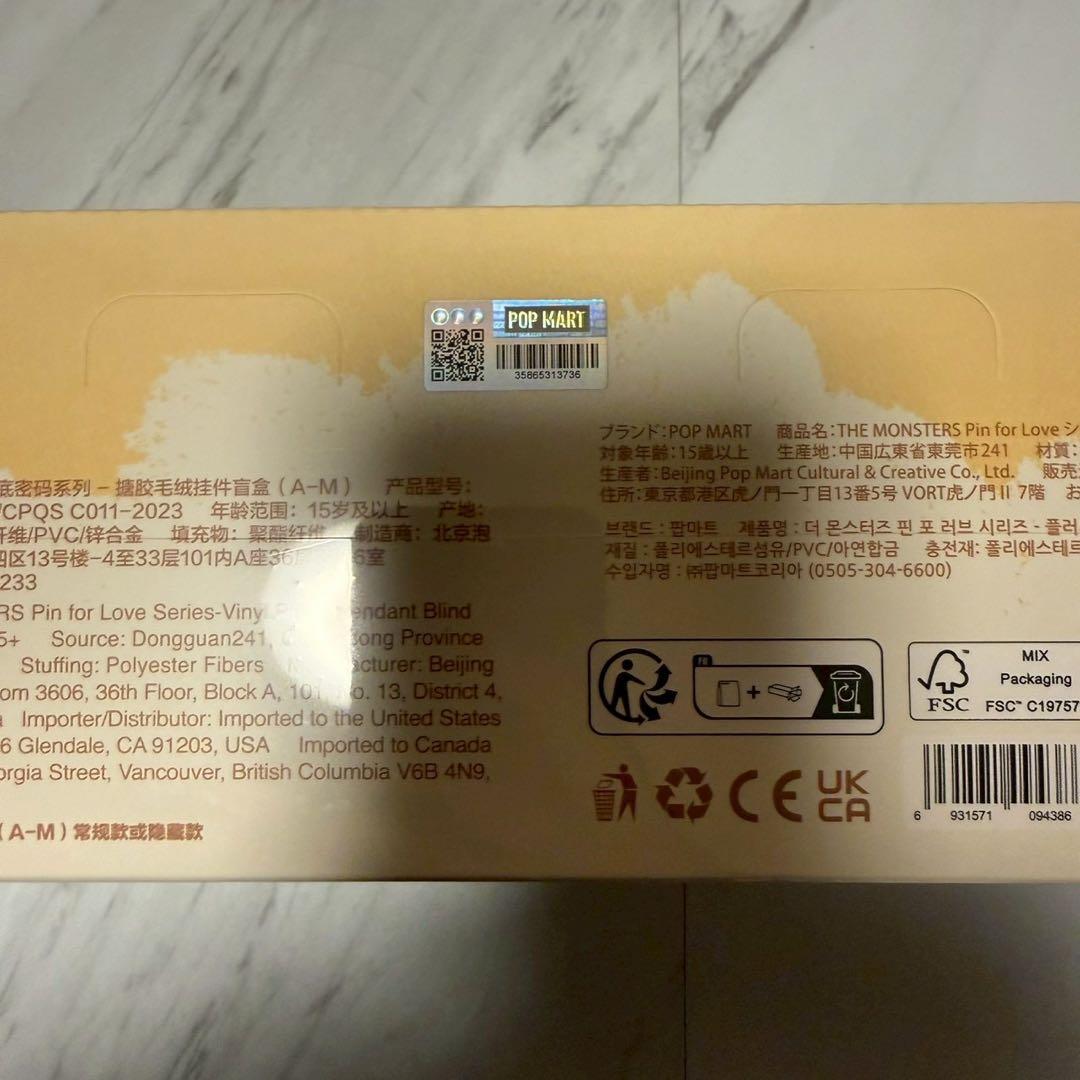 POP MART
35865313736
底密码系列 – 搪胶毛绒挂件盲盒（A–M） 产品型号：
/CPQS C011–2023 年龄范围：15岁及以上 产地：
纤维/PVC/锌合金 填充物：聚酯纤维 制造商：北京泡
四区13号楼–4至33层101内A座36 6室
233
RS Pin for Love Series-Vinyl endant Blind
5+ Source: Dongguan241, ong Province
Stuffing: Polyester Fibers acturer: Beijing
om 3606, 36th Floor, Block A, 101, No. 13, District 4,
Importer/Distributor: Imported to the United States
6 Glendale, CA 91203, USA Imported to Canada
orgia Street, Vancouver, British Columbia V6B 4N9,
（A–M）常规款或隐藏款
ブランド：POP MART 商品名：THE MONSTERS Pin for Love シ
対象年齢：15歳以上 生産地：中国広東省東莞市241 材質：
生産者：Beijing Pop Mart Cultural & Creative Co., Ltd. 販売
住所：東京都港区虎ノ門一丁目13番5号 VORT虎ノ門II 7階 お
브랜드 : 팝마트 제품명 : 더 몬스터즈 핀 포 러브 시리즈 - 플러
재질 : 폴리에스테르섬유/PVC/아연합금 충전재: 폴리에스테르
수입자명 : ㈜팝마트코리아 (0505-304-6600)
FR
+
FSC
MIX
Packaging
FSC™ C19757
CE
UK
CA
6 931571 094386